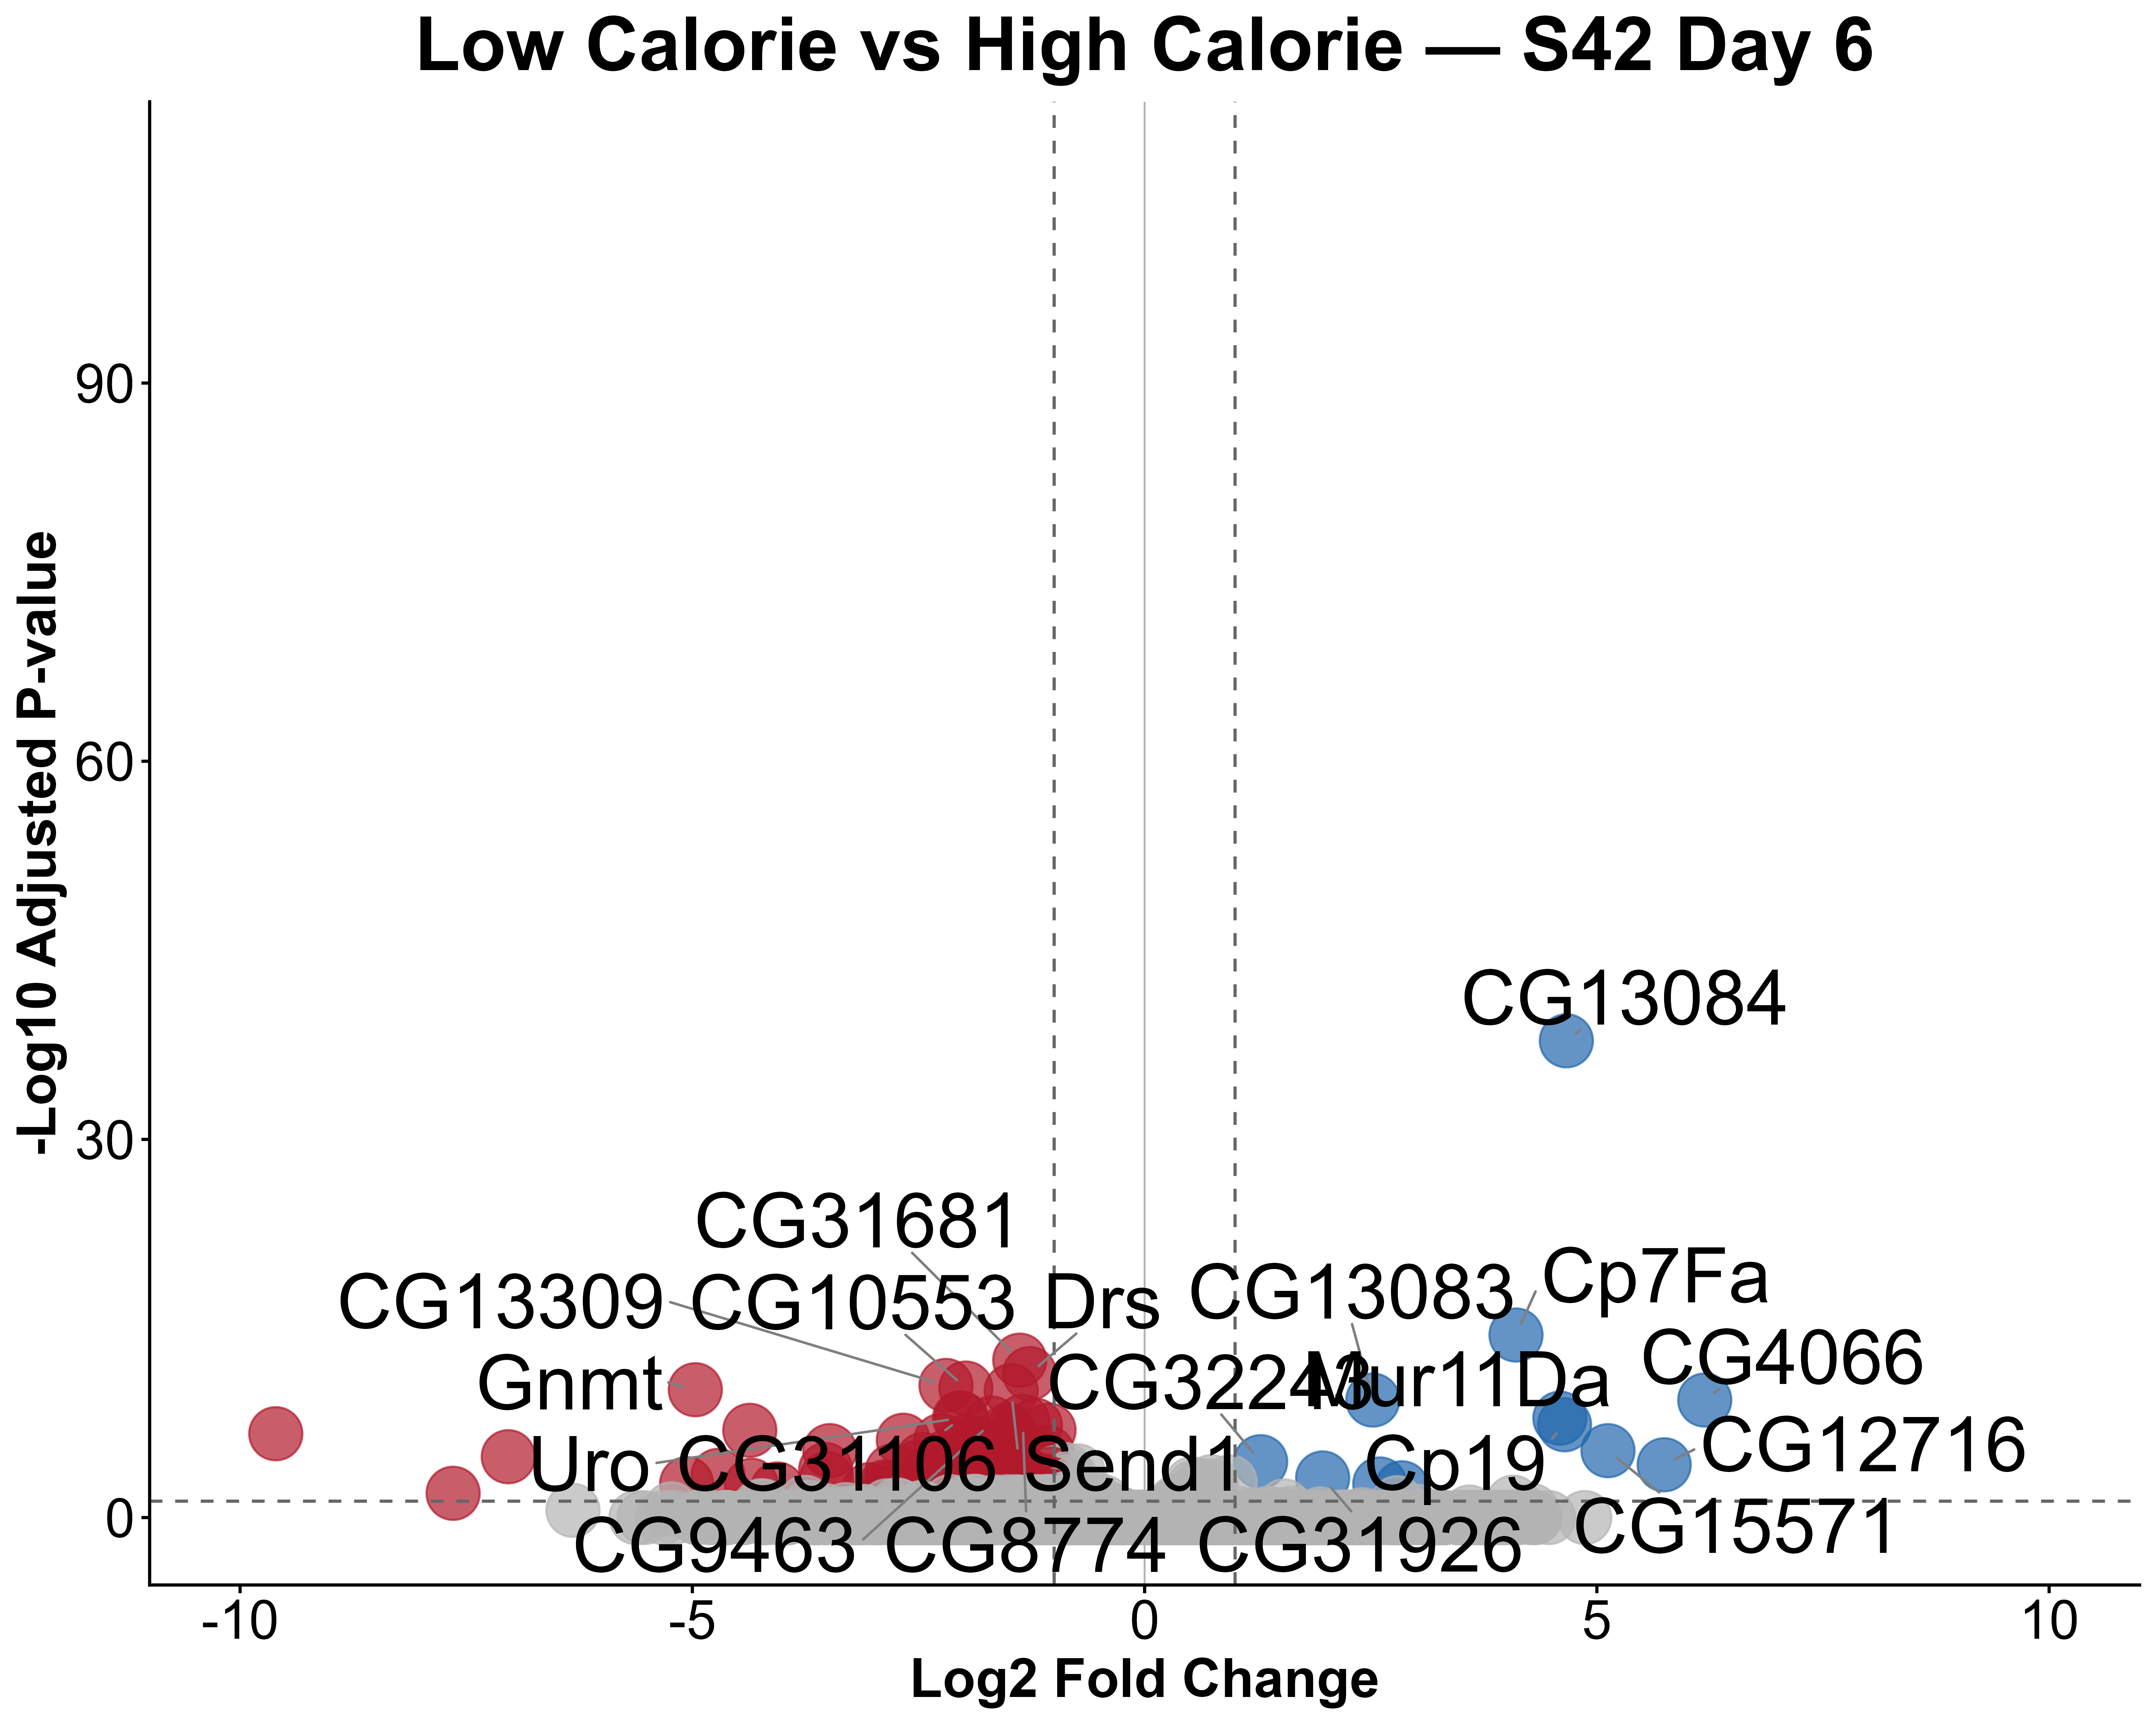 Low Calorie vs High Calorie — S42 Day 6
-Log10 Adjusted P-value
90
60
30
0
CG13084
CG31681
CG13309
CG10553
Drs
CG13083
Cp7Fa
Gnmt
CG32243
Mur11Da
CG4066
Uro
CG31106
Send1
Cp19
CG12716
CG9463
CG8774
CG31926
CG15571
-10
-5
0
5
10
Log2 Fold Change